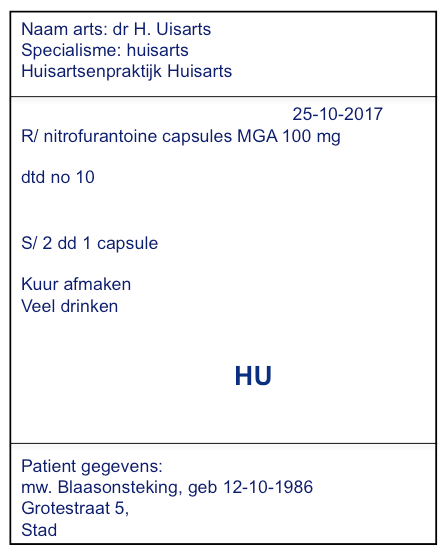 Naam arts: dr H. Uisarts
Specialisme: huisarts
Huisartsenpraktijk Huisarts
25-10-2017
R/ nitrofurantoine capsules MGA 100 mg
dtd no 10
S/ 2 dd 1 capsule
Kuur afmaken
Veel drinken
HU
Patient gegevens:
mw. Blaasonsteking, geb 12-10-1986
Grotestraat 5,
Stad